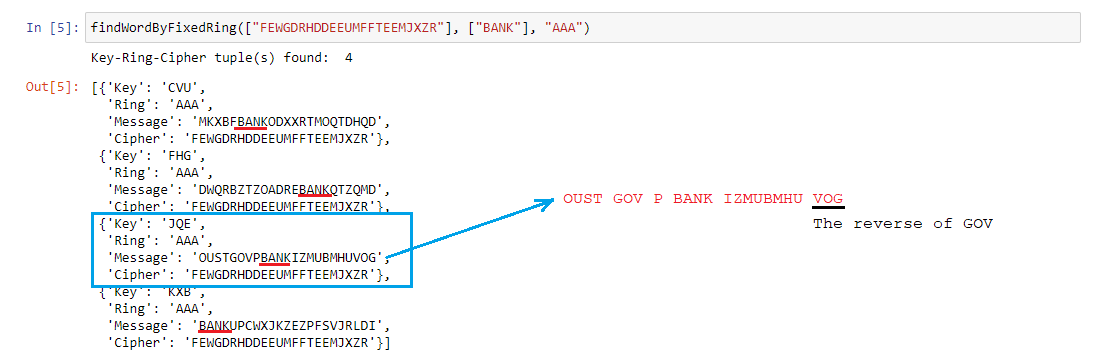 In [5]: findWordByFixedRing(["FEWGDRHDDEEUMFFTEEMJXZR"], ["BANK"], "AAA")
Key-Ring-Cipher tuple(s) found:  4
Out[5]: [{'Key': 'CVU',
'Ring': 'AAA',
'Message': 'MKXBFBANKODXXRTMOQTDHQD',
'Cipher': 'FEWGDRHDDEEUMFFTEEMJXZR'},
{'Key': 'FHG',
'Ring': 'AAA',
'Message': 'DWQRBZTZOADREBANKQTZQMD',
'Cipher': 'FEWGDRHDDEEUMFFTEEMJXZR'},
{'Key': 'JQE',
'Ring': 'AAA',
'Message': 'OUSTGOVPBANKIZMUBMHUVOG',
'Cipher': 'FEWGDRHDDEEUMFFTEEMJXZR'},
{'Key': 'KXB',
'Ring': 'AAA',
'Message': 'BANKUPCWXJKZEZPFSVJRLDI',
'Cipher': 'FEWGDRHDDEEUMFFTEEMJXZR'}]
OUST GOV P BANK IZMUBMHU VOG
The reverse of GOV